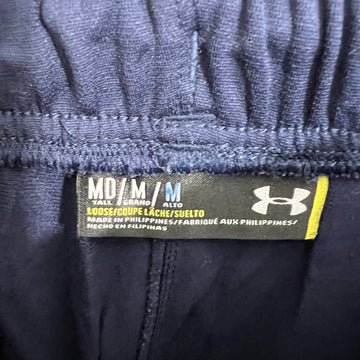 MD/M/M
TALL GRAND ALTO
LOOSE/COUPE LÂCHE/SUELTO
MADE IN PHILIPPINES/FABRIQUÉ AUX PHILIPPINES/
HECHO EN FILIPINAS